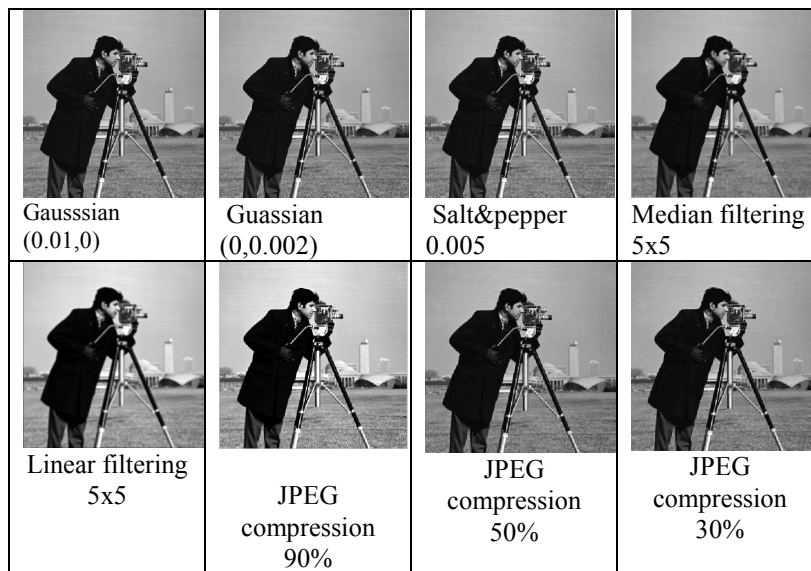 Gausssian
(0.01,0)
Guassian
(0,0.002)
Salt&pepper
0.005
Median filtering
5x5
Linear filtering
5x5
JPEG
compression
90%
JPEG
compression
50%
JPEG
compression
30%